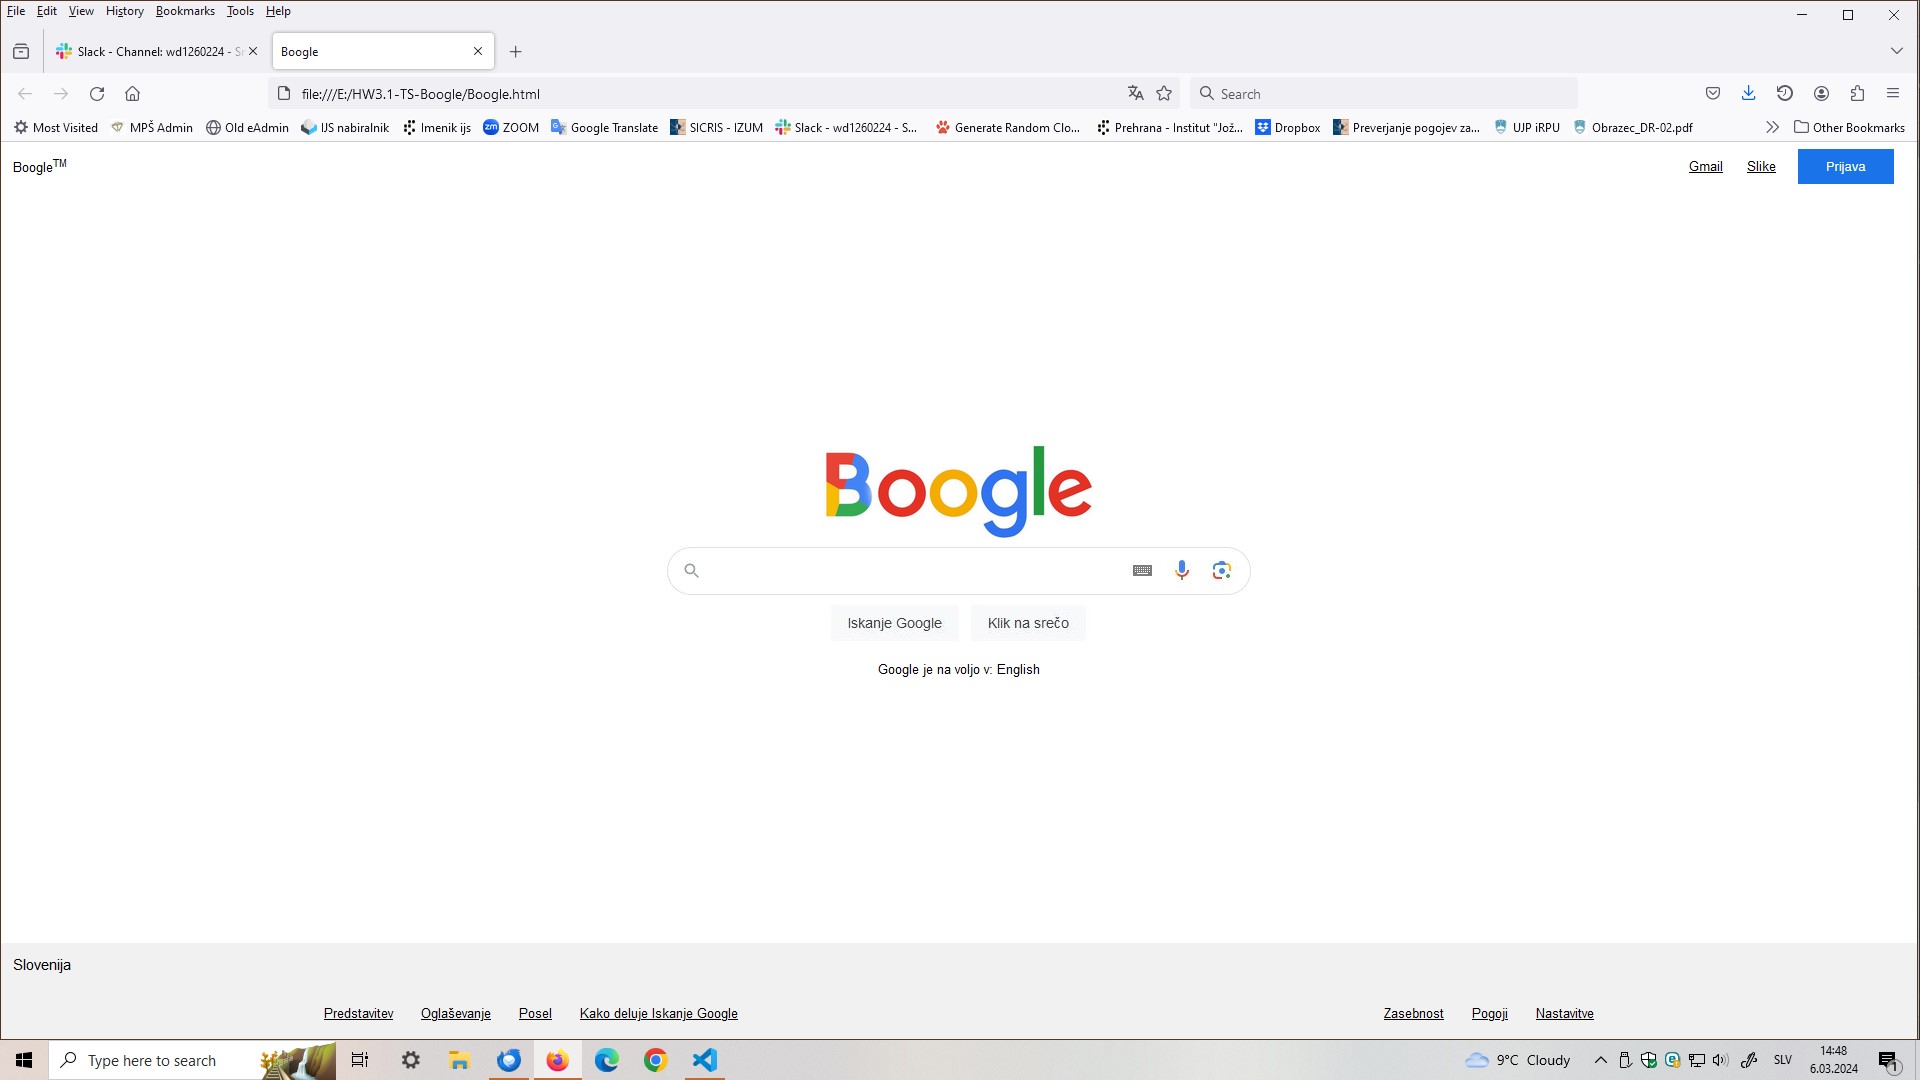 File Edit View History Bookmarks Tools Help
Slack - Channel: wd1260224 - S
Boogle
file:///E:/HW3.1-TS-Boogle/Boogle.html
Search
Most Visited MPŠ Admin Old eAdmin IJS nabiralnik Imenik ijs ZOOM Google Translate SICRIS - IZUM Slack - wd1260224 - S... Generate Random Clo... Prehrana - Institut "Jož... Dropbox Preverjanje pogojev za... UJP iRPU Obrazec_DR-02.pdf Other Bookmarks
Boogle™
Gmail Slike Prijava
Boogle
Iskanje Google Klik na srečo
Google je na voljo v: English
Slovenija
Predstavitev Oglaševanje Posel Kako deluje Iskanje Google Zasebnost Pogoji Nastavitve
Type here to search
9°C Cloudy
SLV
14:48
6.03.2024
1